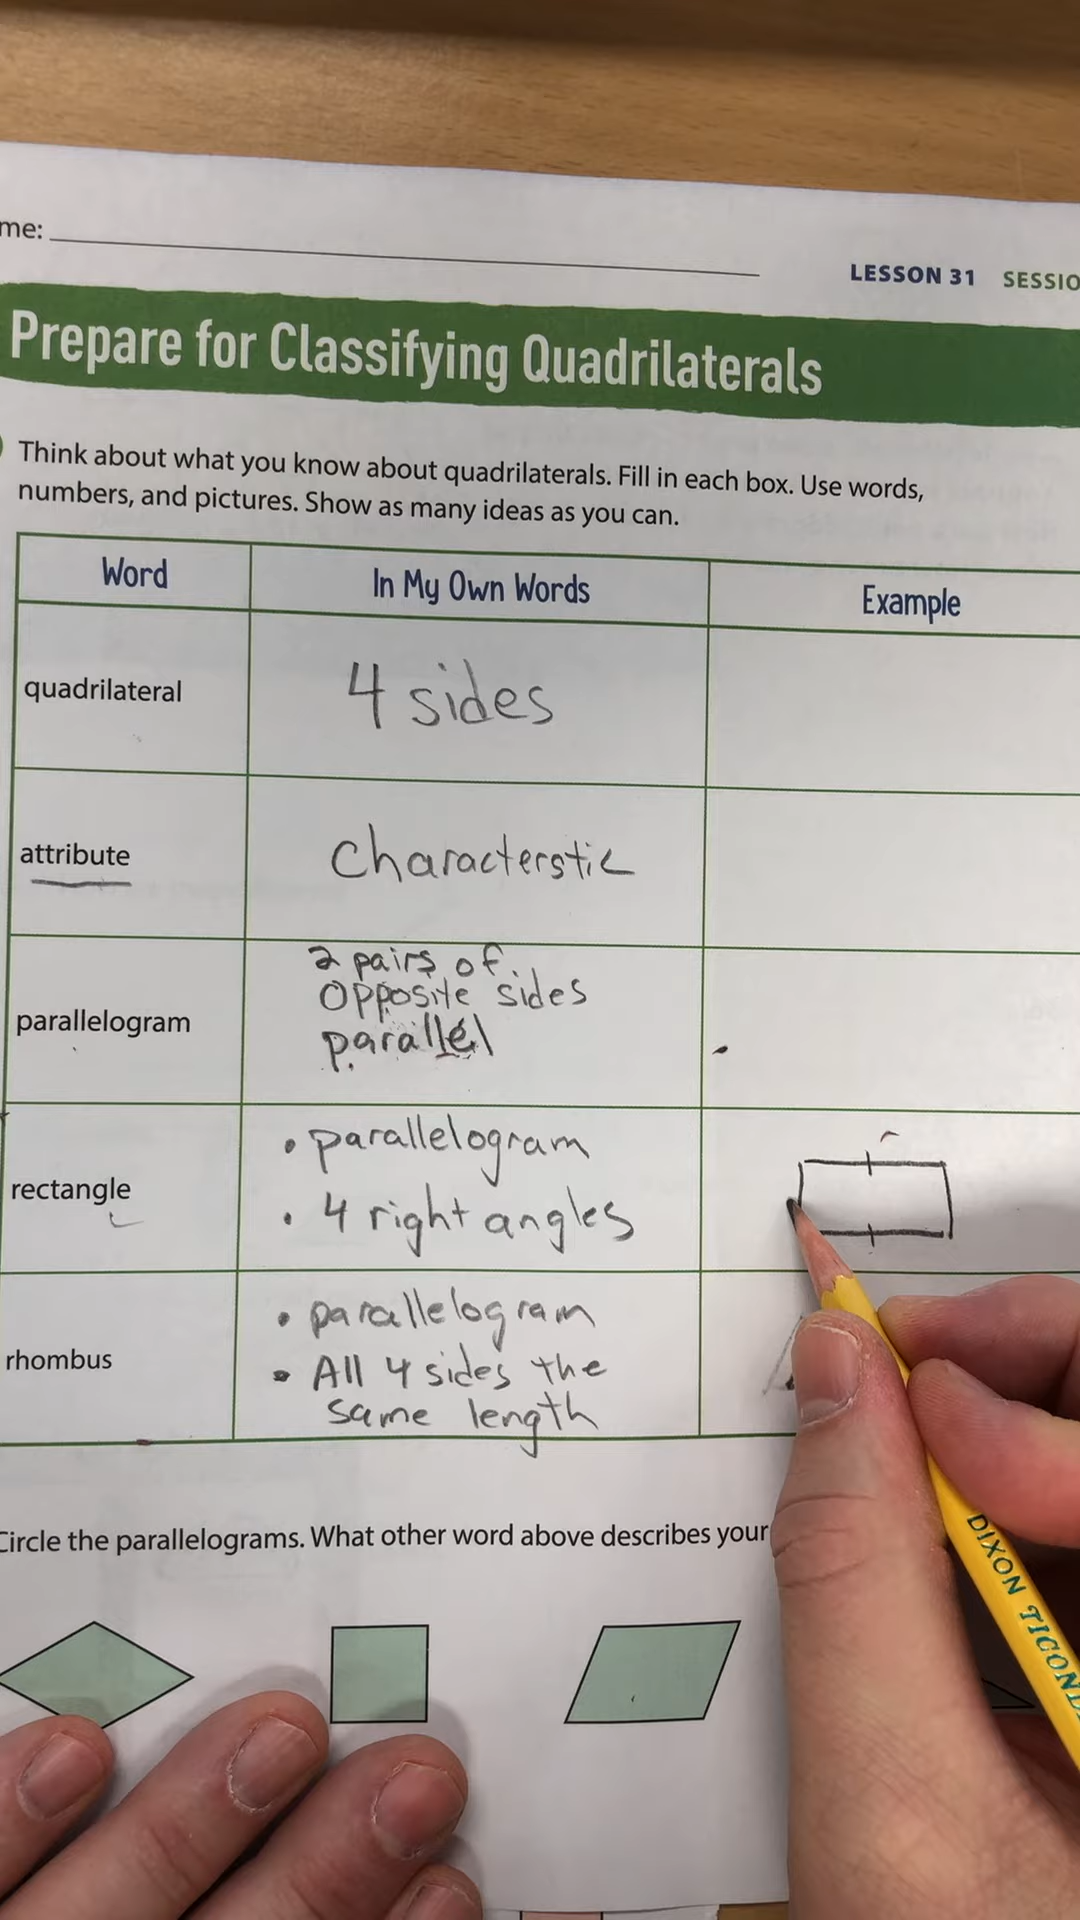 me:
LESSON 31 SESSIO
Prepare for Classifying Quadrilaterals
Think about what you know about quadrilaterals. Fill in each box. Use words,
numbers, and pictures. Show as many ideas as you can.
Word In My Own Words Example
quadrilateral 4 sides
attribute Characterstic
parallelogram 2 pairs of
opposite sides
parallel
rectangle • parallelogram
• 4 right angles
rhombus • parallelogram
• All 4 sides the
same length
Circle the parallelograms. What other word above describes your
DIXON TICOND